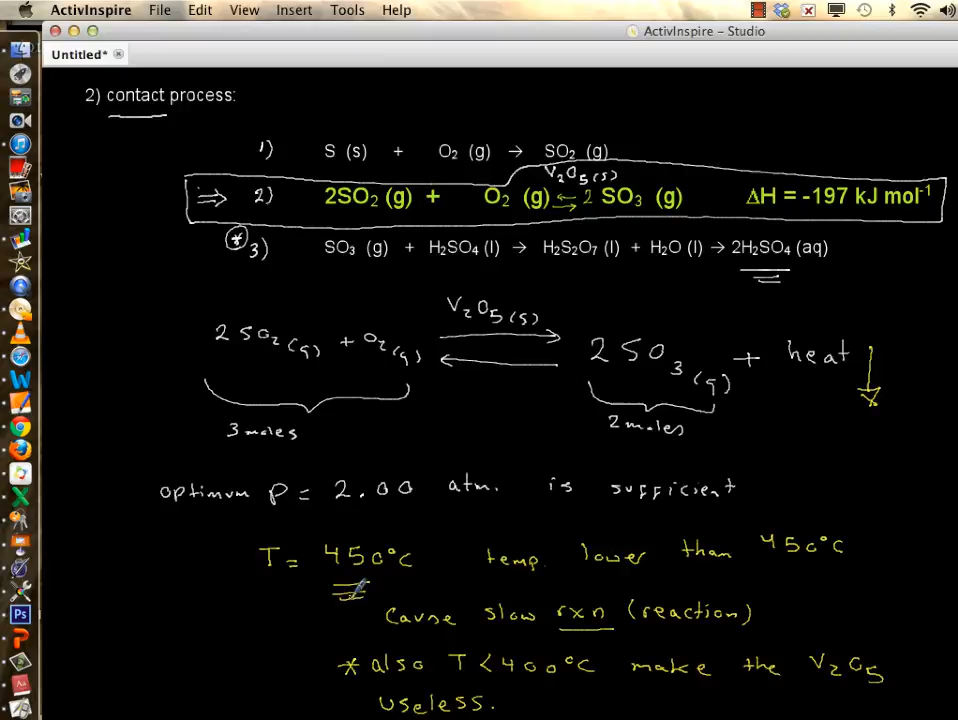 ActivInspire File Edit View Insert Tools Help
ActivInspire – Studio
Untitled*
2) contact process:
1) S (s) + O2 (g) → SO2 (g)
V2O5(s)
⇒ 2) 2SO2 (g) + O2 (g) ⇌ 2 SO3 (g) ΔH = -197 kJ mol-1
* 3) SO3 (g) + H2SO4 (l) → H2S2O7 (l) + H2O (l) → 2H2SO4 (aq)
V2O5(s)
2SO2(g) + O2(g) ⇌ 2SO3(g) + heat ↓
3 moles 2 moles
optimum P = 2.00 atm. is sufficient
T = 450°C temp. lower than 450°C
Cause slow rxn (reaction)
* also T < 400°C make the V2O5
useless.